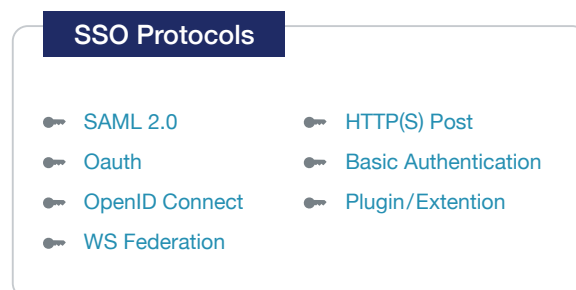 SSO Protocols
SAML 2.0
Oauth
OpenID Connect
WS Federation
HTTP(S) Post
Basic Authentication
Plugin/Extention